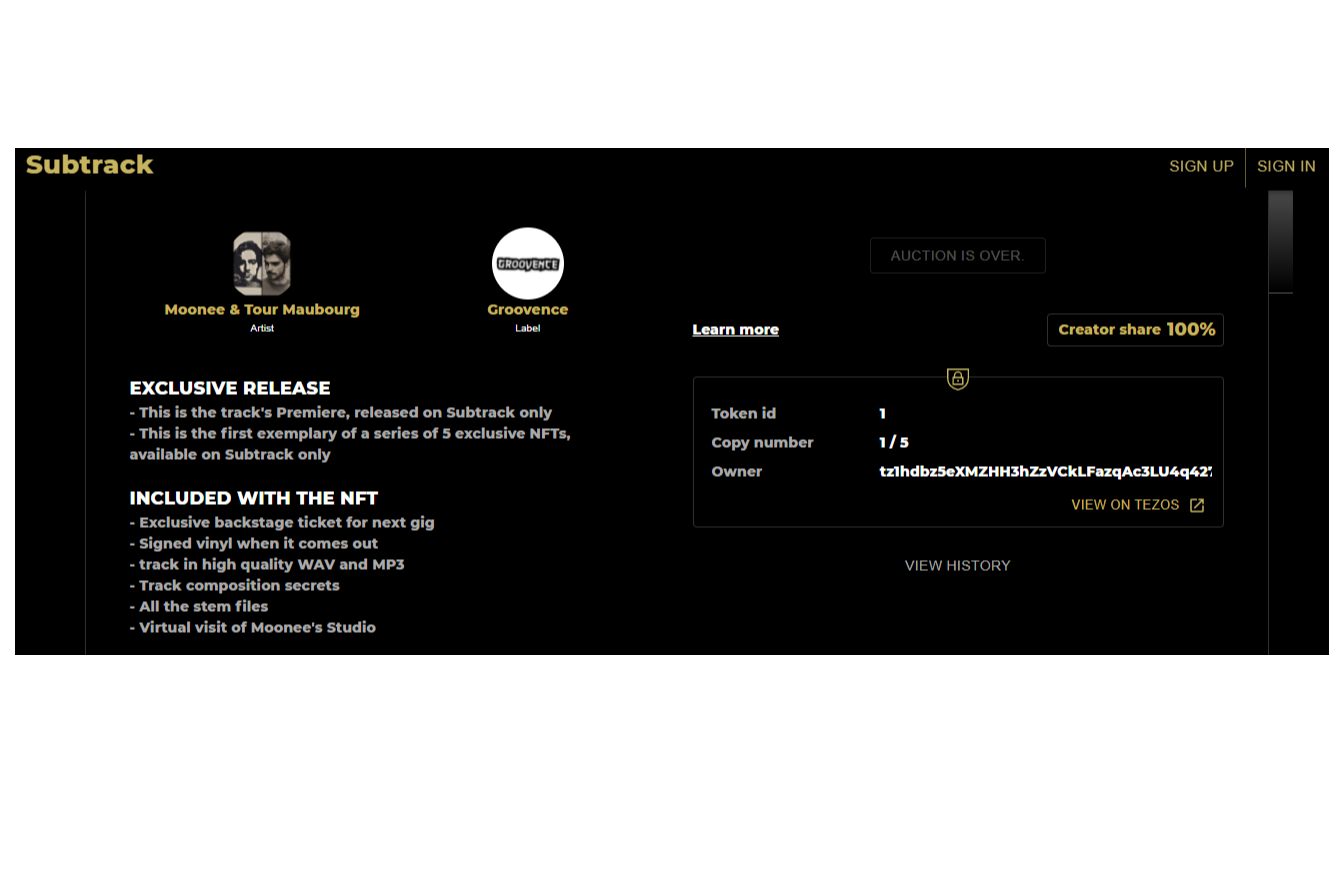 Subtrack
SIGN UP
SIGN IN
GROOVENCE
Moonee & Tour Maubourg
Artist
Groovence
Label
EXCLUSIVE RELEASE
- This is the track's Premiere, released on Subtrack only
- This is the first exemplary of a series of 5 exclusive NFTs,
available on Subtrack only
INCLUDED WITH THE NFT
- Exclusive backstage ticket for next gig
- Signed vinyl when it comes out
- track in high quality WAV and MP3
- Track composition secrets
- All the stem files
- Virtual visit of Moonee's Studio
AUCTION IS OVER.
Learn more
Creator share 100%
Token id 1
Copy number 1 / 5
Owner tz1hdbz5eXMZHH3hZzVCkLFazqAc3LU4q427
VIEW ON TEZOS
VIEW HISTORY